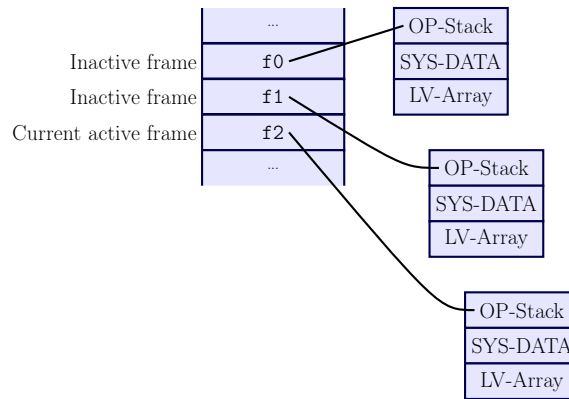 ...
Inactive frame f0
Inactive frame f1
Current active frame f2
...
OP-Stack
SYS-DATA
LV-Array
OP-Stack
SYS-DATA
LV-Array
OP-Stack
SYS-DATA
LV-Array